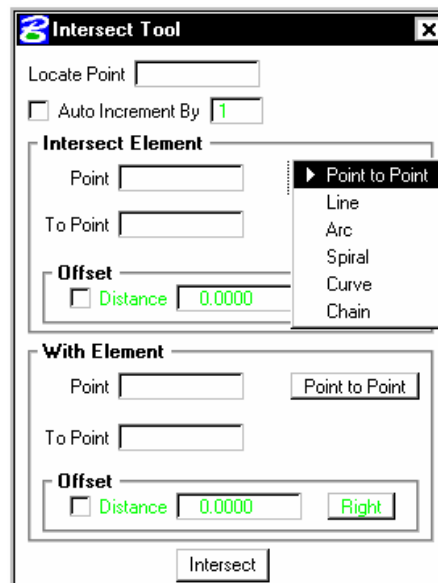 Intersect Tool
Locate Point
Auto Increment By 1
Intersect Element
Point
Point to Point
Line
To Point
Arc
Spiral
Offset
Curve
Distance 0.0000
Chain
With Element
Point Point to Point
To Point
Offset
Distance 0.0000 Right
Intersect